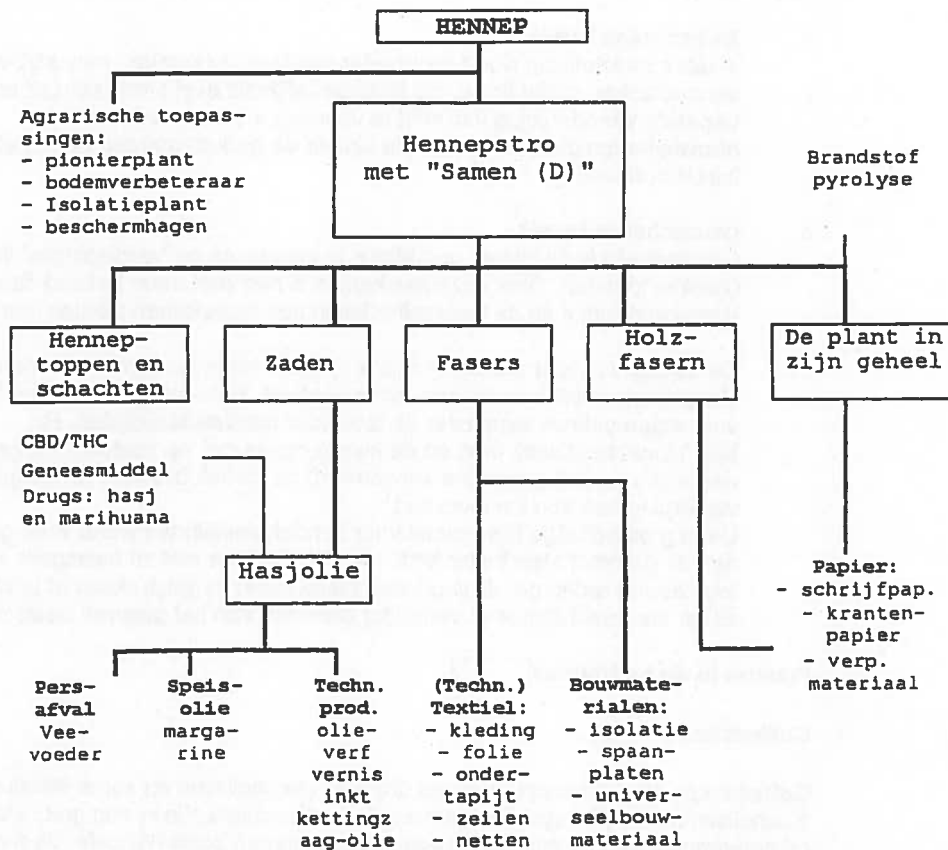 HENNEP
Agrarische toepas-
singen:
- pionierplant
- bodemverbeteraar
- Isolatieplant
- beschermhagen
Hennepstro
met "Samen (D)"
Brandstof
pyrolyse
Hennep-
toppen en
schachten
Zaden
Fasers
Holz-
fasern
De plant in
zijn geheel
CBD/THC
Geneesmiddel
Drugs: hasj
en marihuana
Hasjolie
Papier:
- schrijfpap.
- kranten-
papier
- verp.
materiaal
Pers-
afval
Vee-
voeder
Speis-
olie
marga-
rine
Techn.
prod.
olie-
verf
vernis
inkt
kettingz
aag-olie
(Techn.)
Textiel:
- kleding
- folie
- onder-
tapijt
- zeilen
- netten
Bouwmate-
rialen:
- isolatie
- spaan-
platen
- univer-
seelbouw-
materiaal